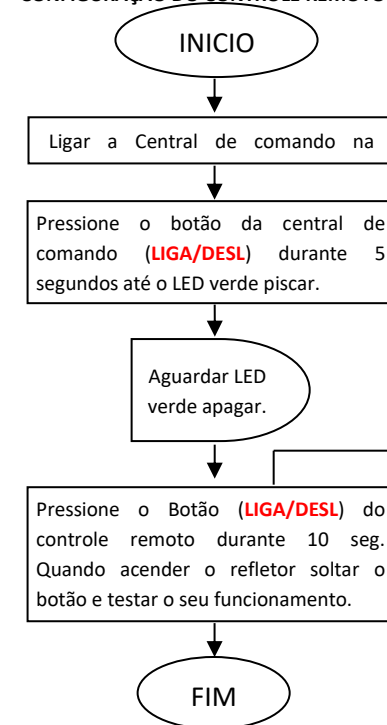 INICIO
Ligar a Central de comando na
Pressione o botão da central de
comando (LIGA/DESL) durante 5
segundos até o LED verde piscar.
Aguardar LED
verde apagar.
Pressione o Botão (LIGA/DESL) do
controle remoto durante 10 seg.
Quando acender o refletor soltar o
botão e testar o seu funcionamento.
FIM